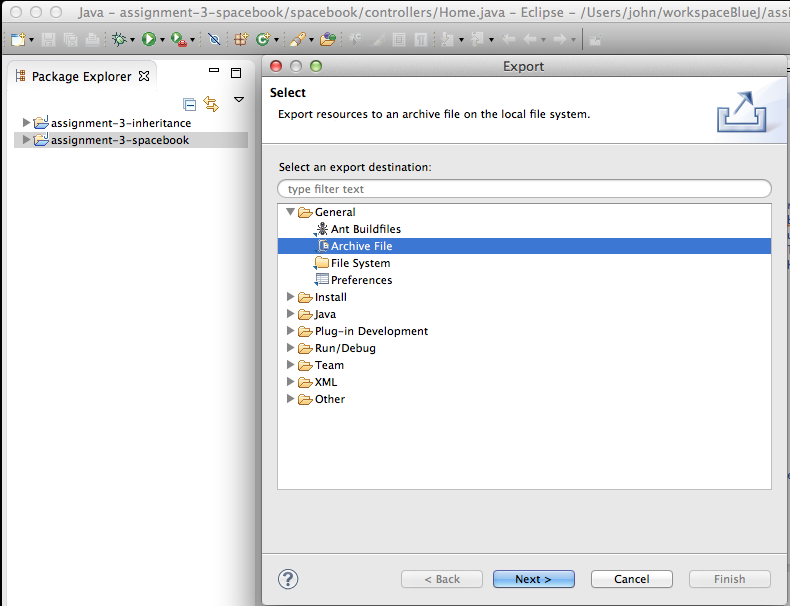 Java – assignment-3-spacebook/spacebook/controllers/Home.java – Eclipse – /Users/john/workspaceBlueJ/assi
Package Explorer
assignment-3-inheritance
assignment-3-spacebook
Export
Select
Export resources to an archive file on the local file system.
Select an export destination:
type filter text
General
Ant Buildfiles
Archive File
File System
Preferences
Install
Java
Plug-in Development
Run/Debug
Team
XML
Other
?
< Back
Next >
Cancel
Finish